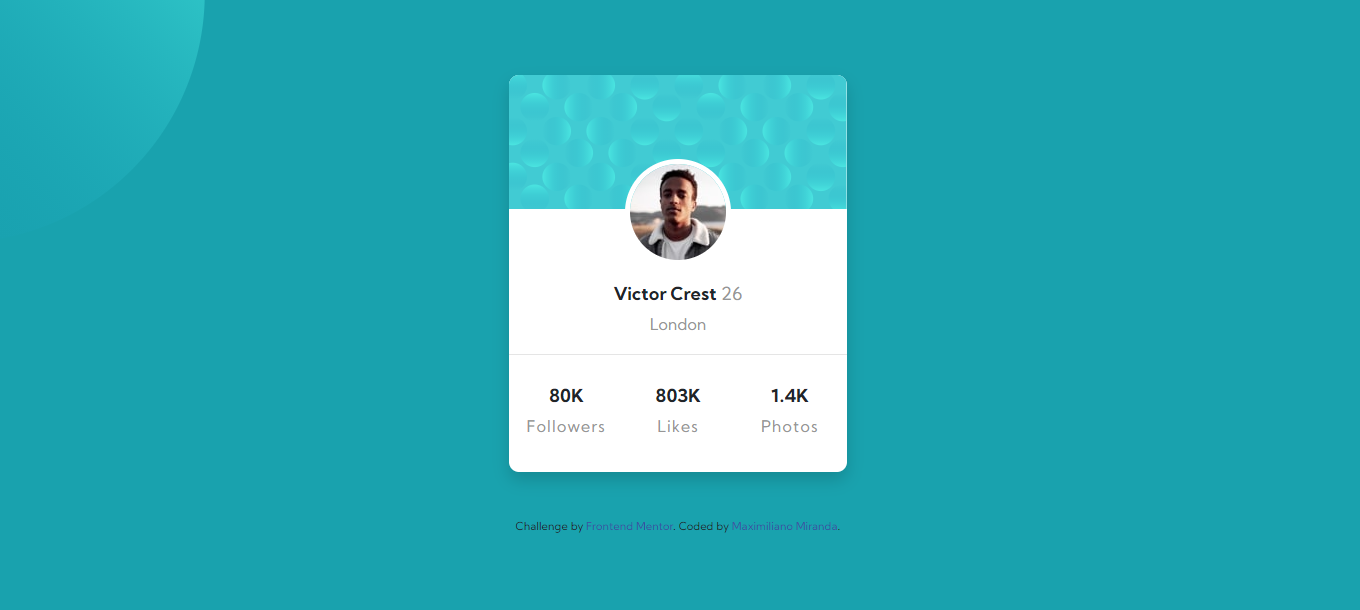 Victor Crest 26
London
80K 803K 1.4K
Followers Likes Photos
Challenge by Frontend Mentor. Coded by Maximiliano Miranda.